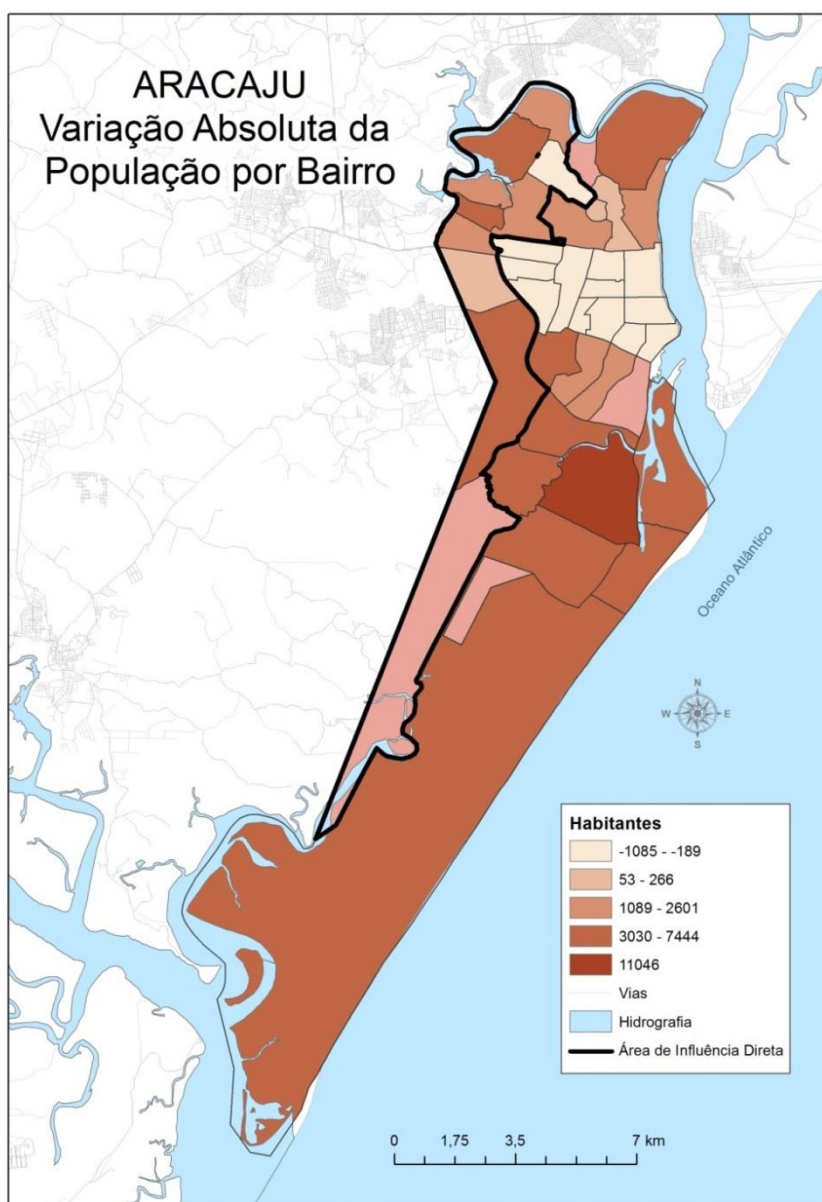 ARACAJU
Variação Absoluta da
População por Bairro
Oceano Atlântico
N
W
E
S
Habitantes
-1085 - -189
53 - 266
1089 - 2601
3030 - 7444
11046
Vias
Hidrografia
Área de Influência Direta
0 1,75 3,5 7 km